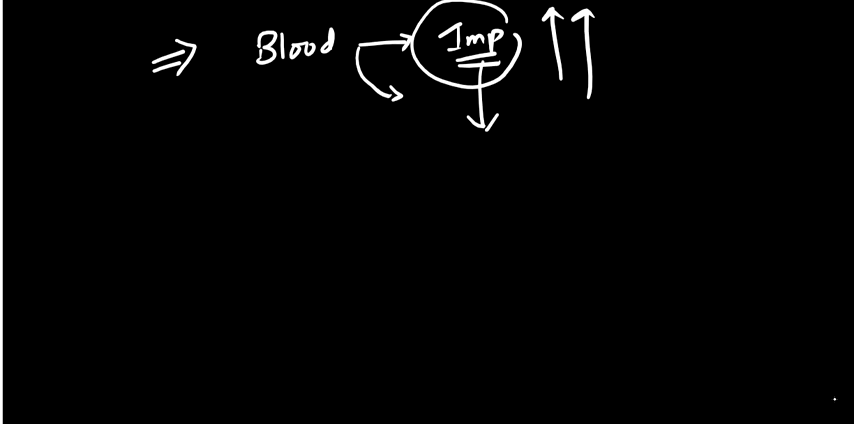 ⇒ Blood → Imp ↑↑